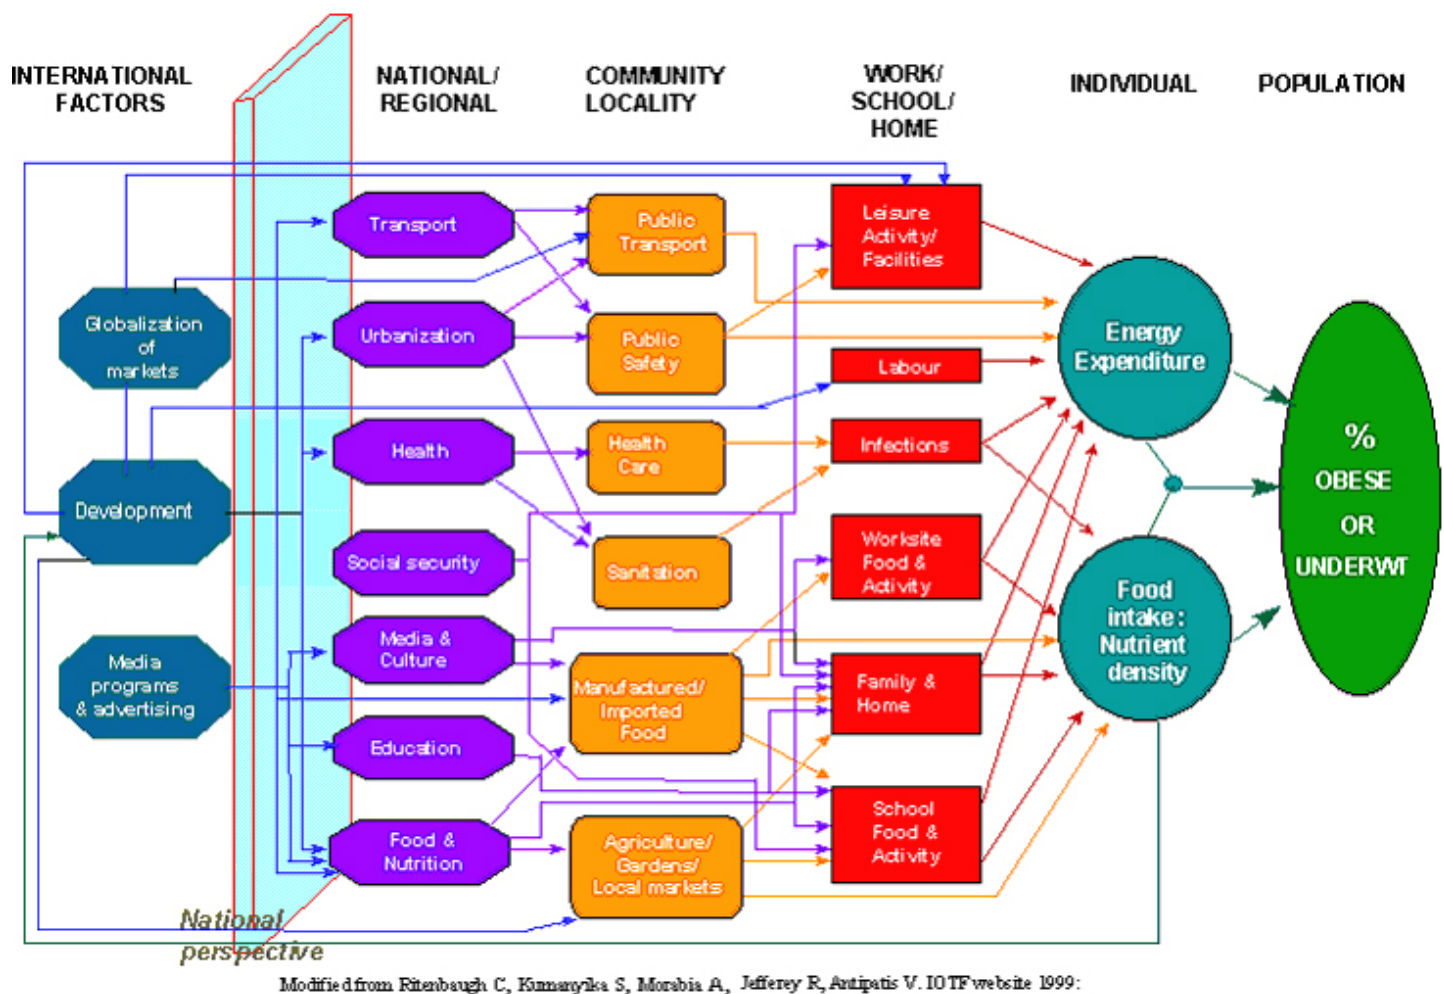 INTERNATIONAL
FACTORS
NATIONAL/
REGIONAL
COMMUNITY
LOCALITY
WORK/
SCHOOL/
HOME
INDIVIDUAL
POPULATION
Globalization
of
markets
Development
Media
programs
& advertising
National
perspective
Transport
Urbanization
Health
Social security
Media &
Culture
Education
Food &
Nutrition
Public
Transport
Public
Safety
Health
Care
Sanitation
Manufactured/
Imported
Food
Agriculture/
Gardens/
Local markets
Leisure
Activity/
Facilities
Labour
Infections
Worksite
Food &
Activity
Family &
Home
School
Food &
Activity
Energy
Expenditure
Food
intake:
Nutrient
density
%
OBESE
OR
UNDERWT
Modified from Ritenbaugh C, Kumanyika S, Morabia A, Jefferey R, Antipatis V. IOTF website 1999: